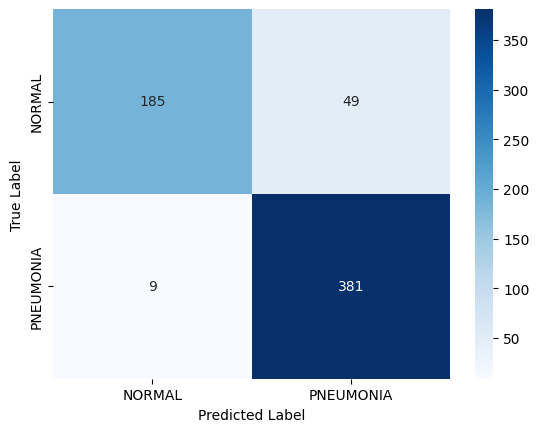 True Label
NORMAL
PNEUMONIA
185
49
9
381
NORMAL
PNEUMONIA
Predicted Label
350
300
250
200
150
100
50